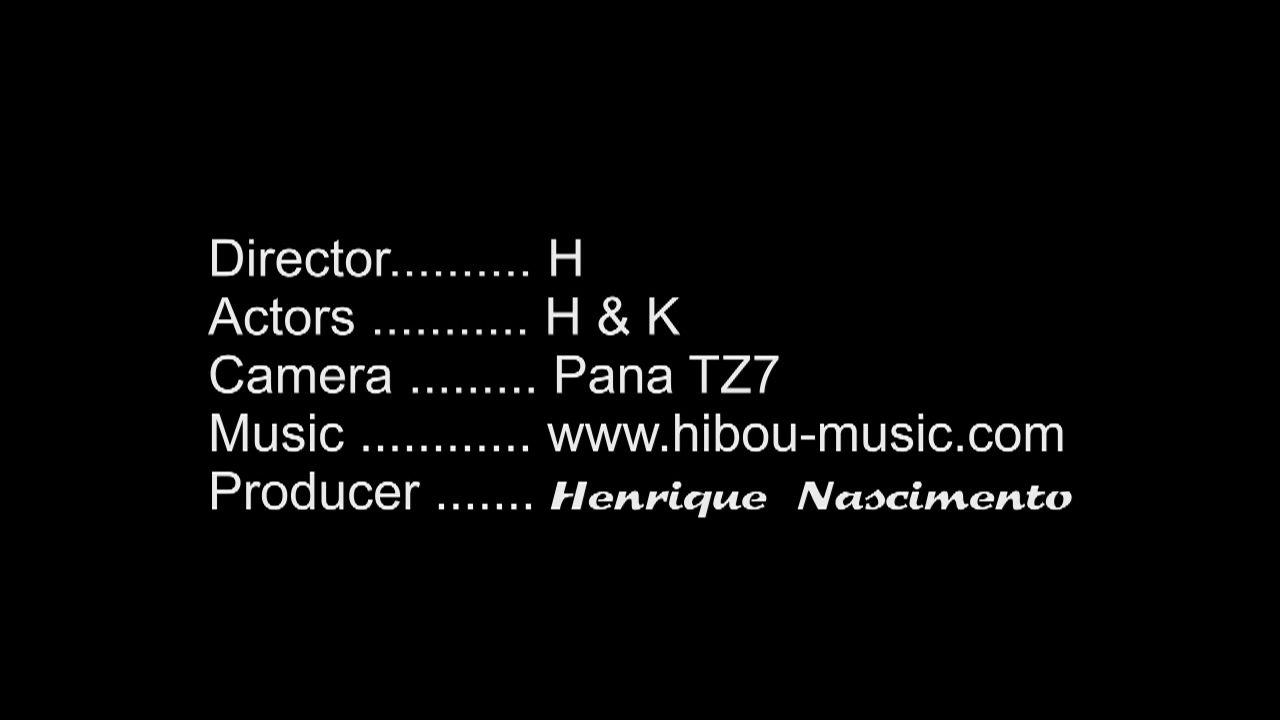 Director.......... H
Actors ........... H & K
Camera ......... Pana TZ7
Music ............ www.hibou-music.com
Producer ....... Henrique Nascimento